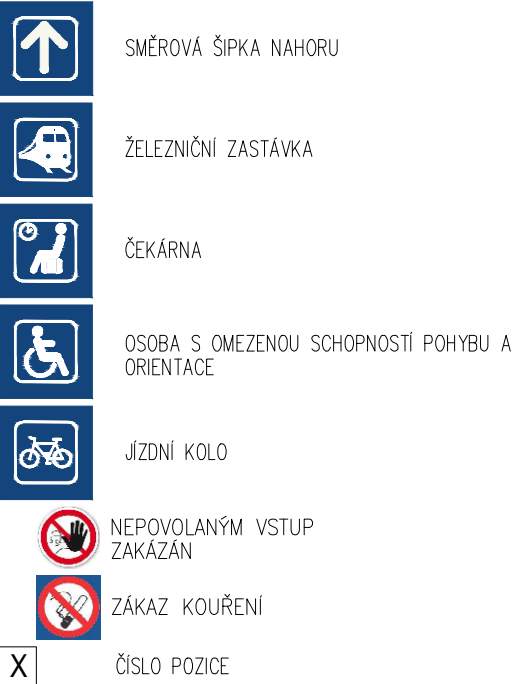 SMĚROVÁ ŠIPKA NAHORU
ŽELEZNIČNÍ ZASTÁVKA
ČEKÁRNA
OSOBA S OMEZENOU SCHOPNOSTÍ POHYBU A
ORIENTACE
JÍZDNÍ KOLO
NEPOVOLANÝM VSTUP
ZAKÁZÁN
ZÁKAZ KOUŘENÍ
X ČÍSLO POZICE